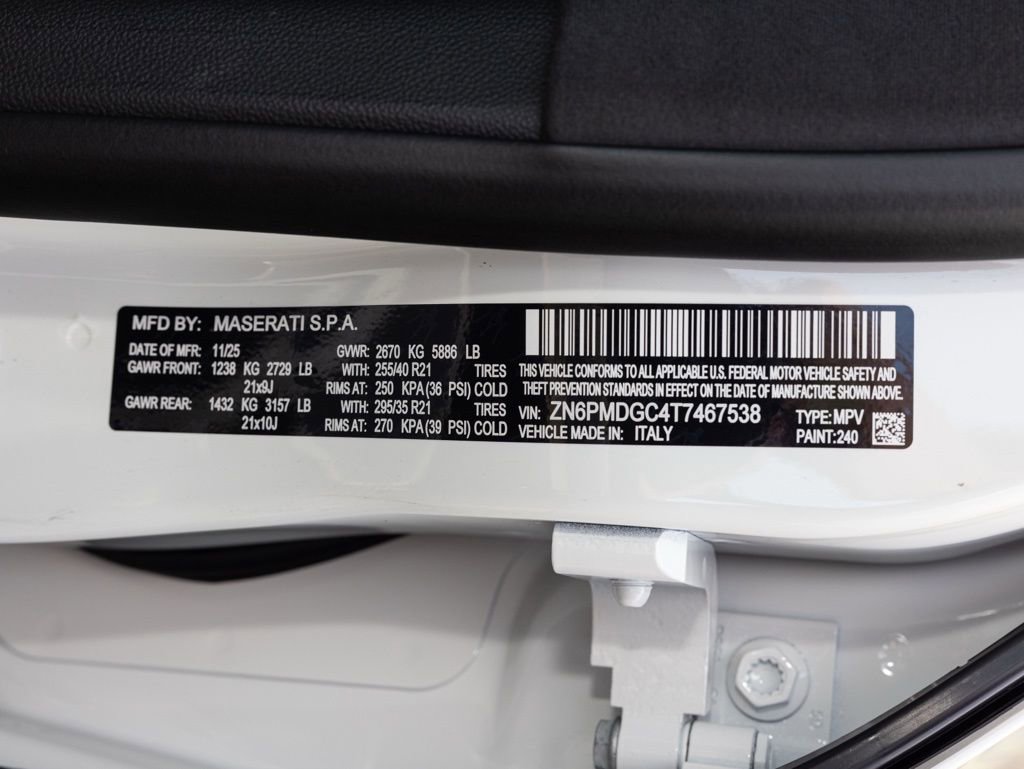 MFD BY: MASERATI S.P.A.
DATE OF MFR: 11/25 GVWR: 2670 KG 5886 LB
GAWR FRONT: 1238 KG 2729 LB WITH: 255/40 R21 TIRES
21x9J RIMS AT: 250 KPA (36 PSI) COLD
GAWR REAR: 1432 KG 3157 LB WITH: 295/35 R21 TIRES
21x10J RIMS AT: 270 KPA (39 PSI) COLD
THIS VEHICLE CONFORMS TO ALL APPLICABLE U.S. FEDERAL MOTOR VEHICLE SAFETY AND
THEFT PREVENTION STANDARDS IN EFFECT ON THE DATE OF MANUFACTURE SHOWN ABOVE.
VIN: ZN6PMDGC4T7467538 TYPE: MPV
VEHICLE MADE IN: ITALY PAINT: 240